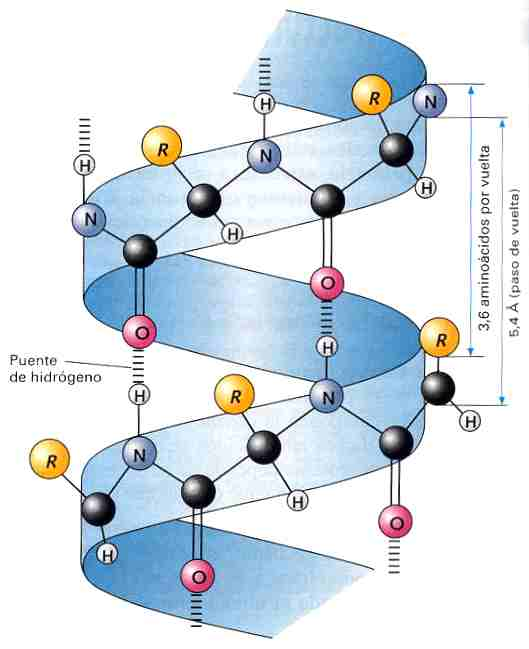 H
R
N
H
R
N
H
N
H
R
H
O
O
3,6 aminoácidos por vuelta
5,4 Å (paso de vuelta)
Puente
de hidrógeno
H
R
H
R
N
H
N
R
H
H
O
O